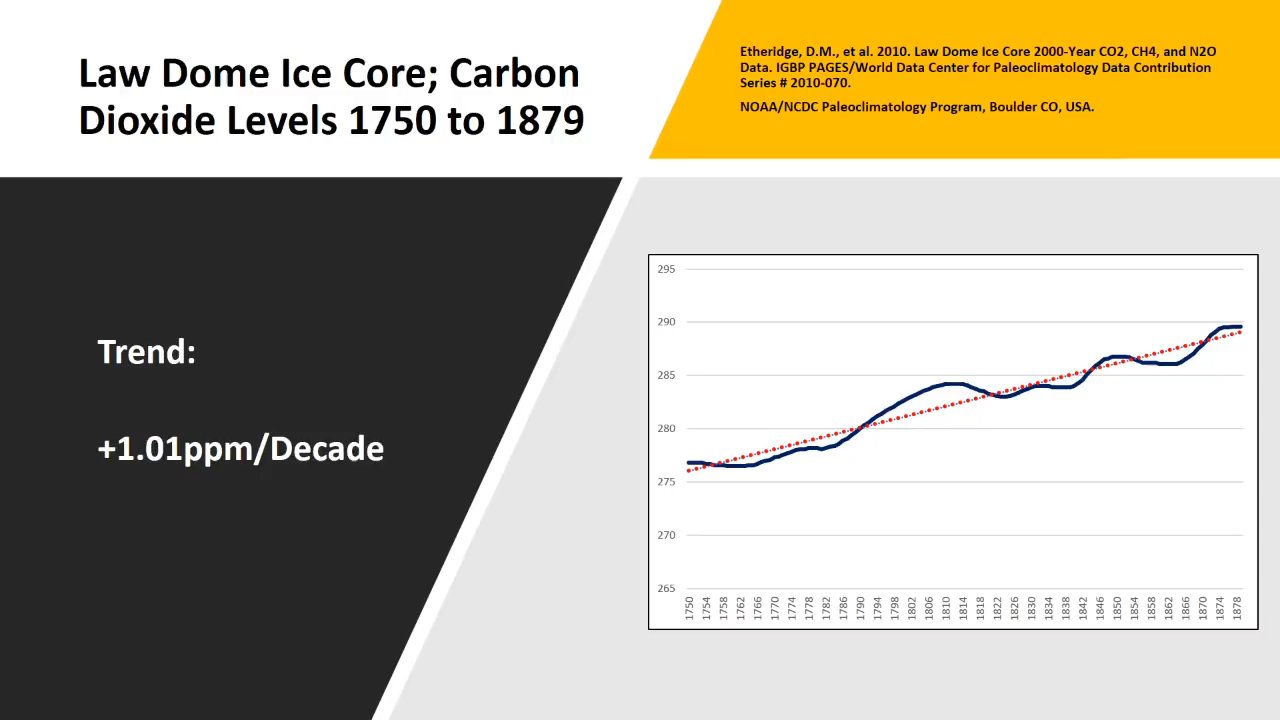 Law Dome Ice Core; Carbon
Dioxide Levels 1750 to 1879
Etheridge, D.M., et al. 2010. Law Dome Ice Core 2000-Year CO2, CH4, and N2O
Data. IGBP PAGES/World Data Center for Paleoclimatology Data Contribution
Series # 2010-070.
NOAA/NCDC Paleoclimatology Program, Boulder CO, USA.
Trend:
+1.01ppm/Decade
295
290
285
280
275
270
265
1750 1754 1758 1762 1766 1770 1774 1778 1782 1786 1790 1794 1798 1802 1806 1810 1814 1818 1822 1826 1830 1834 1838 1842 1846 1850 1854 1858 1862 1866 1870 1874 1878